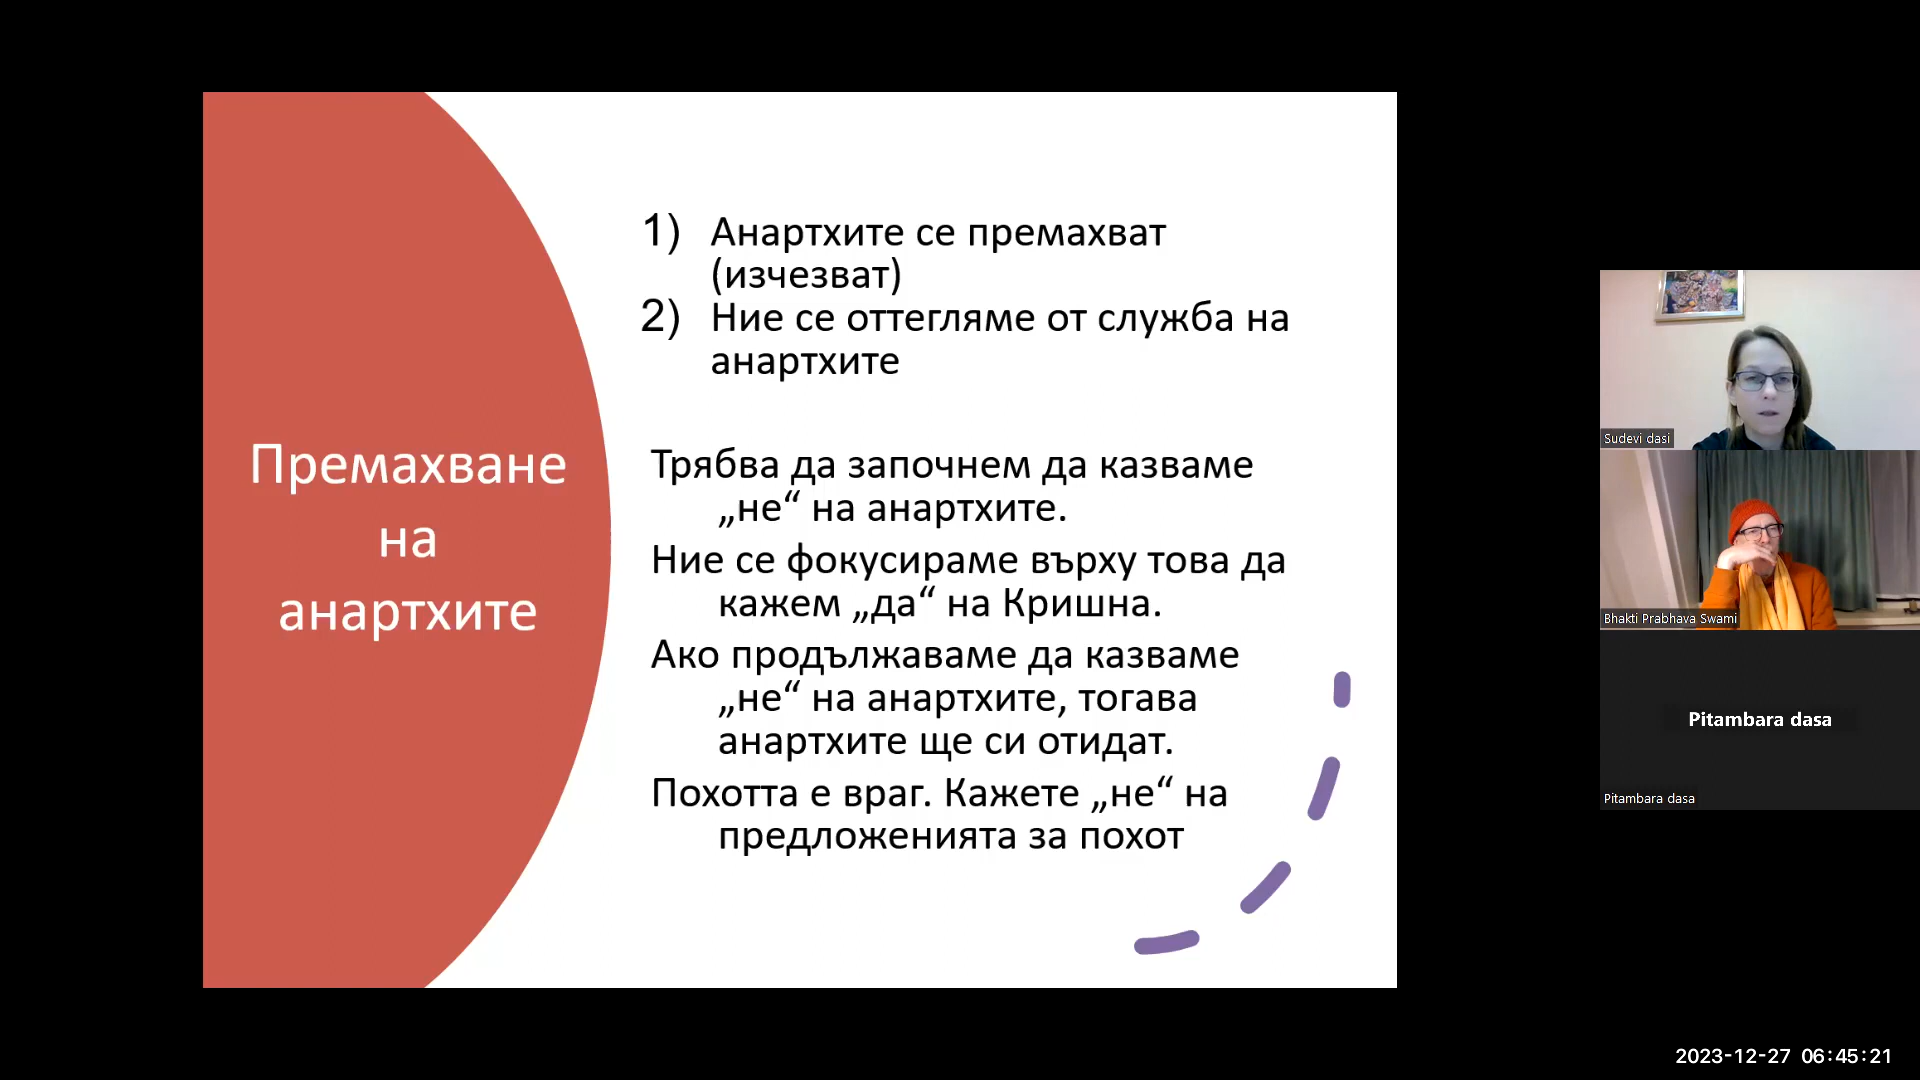 Премахване
на
анартхите
1) Анартхите се премахват
(изчезват)
2) Ние се оттегляме от служба на
анартхите
Трябва да започнем да казваме
„не“ на анартхите.
Ние се фокусираме върху това да
кажем „да“ на Кришна.
Ако продължаваме да казваме
„не“ на анартхите, тогава
анартхите ще си отидат.
Похотта е враг. Кажете „не“ на
предложенията за похот
Sudevi dasi
Bhakti Prabhava Swami
Pitambara dasa
Pitambara dasa
2023-12-27 06:45:21